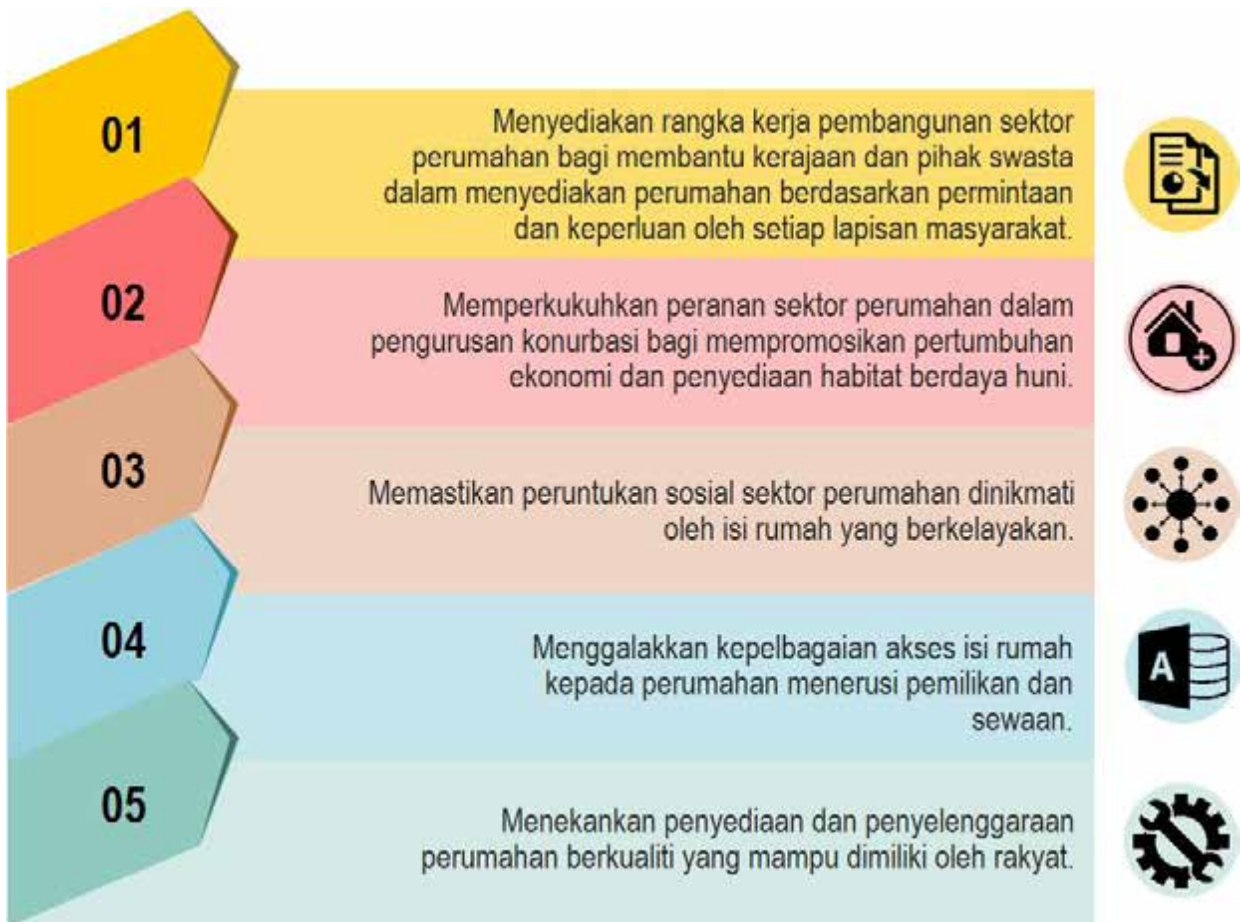 01
Menyediakan rangka kerja pembangunan sektor
perumahan bagi membantu kerajaan dan pihak swasta
dalam menyediakan perumahan berdasarkan permintaan
dan keperluan oleh setiap lapisan masyarakat.
02
Memperkukuhkan peranan sektor perumahan dalam
pengurusan konurbasi bagi mempromosikan pertumbuhan
ekonomi dan penyediaan habitat berdaya huni.
03
Memastikan peruntukan sosial sektor perumahan dinikmati
oleh isi rumah yang berkelayakan.
04
Menggalakkan kepelbagaian akses isi rumah
kepada perumahan menerusi pemilikan dan
sewaan.
A
05
Menekankan penyediaan dan penyelenggaraan
perumahan berkualiti yang mampu dimiliki oleh rakyat.